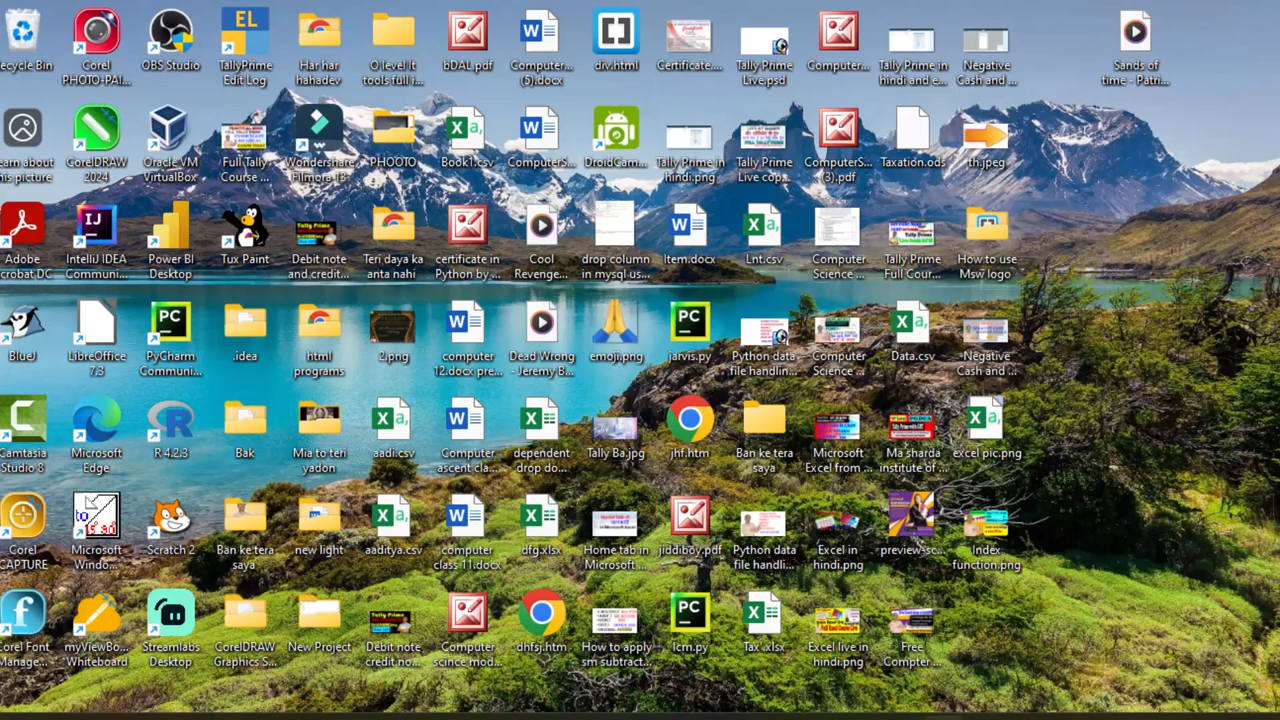 ecycle Bin
Corel
PHOTO-PAI...
OBS Studio
TallyPrime
Edit Log
Har har
hahadev
O level It
tools full i...
bDAL.pdf
Computer...
(5).docx
div.html
Certificate....
Tally Prime
Live.psd
Computer...
Tally Prime in
hindi and e...
Negative
Cash and ...
Sands of
time - Patri...
earn about
his picture
CorelDRAW
2024
Oracle VM
VirtualBox
Full Tally
Course ...
Wondershare
Filmora 13
PHOOTO
Book1.csv
ComputerS...
DroidCam...
Tally Prime in
hindi.png
Tally Prime
Live cop...
ComputerS...
(3).pdf
Taxation.ods
th.jpeg
Adobe
crobat DC
IntelliJ IDEA
Communi...
Power BI
Desktop
Tux Paint
Debit note
and credit...
Teri daya ka
anta nahi
certificate in
Python by ...
Cool
Revenge...
drop column
in mysql us...
Item.docx
Lnt.csv
Computer
Science ...
Tally Prime
Full Cour...
How to use
Msw logo
BlueJ
LibreOffice
7.3
PyCharm
Communi...
.idea
html
programs
2.png
computer
12.docx pre...
Dead Wrong
- Jeremy B...
emoji.png
jarvis.py
Python data
file handlin...
Computer
Science ...
Data.csv
Negative
Cash and ...
Camtasia
Studio 8
Microsoft
Edge
R 4.2.3
Bak
Mia to teri
yadon
aadi.csv
Computer
ascent cla...
dependent
drop do...
Tally Ba.jpg
jhf.htm
Ban ke tera
saya
Microsoft
Excel from ...
Ma sharda
institute of ...
excel pic.png
Corel
CAPTURE
Microsoft
Windo...
Scratch 2
Ban ke tera
saya
new light
aaditya.csv
computer
class 11.docx
dfg.xlsx
Home tab in
Microsoft ...
jiddiboy.pdf
Python data
file handli...
Excel in
hindi.png
preview-sc...
Index
function.png
Corel Font
Manage...
myViewBo...
Whiteboard
Streamlabs
Desktop
CorelDRAW
Graphics S...
New Project
Debit note
credit no...
Computer
scince mod...
dhfsj.htm
How to apply
sm subtract...
lcm.py
Tax .xlsx
Excel live in
hindi.png
Free
Compter ...